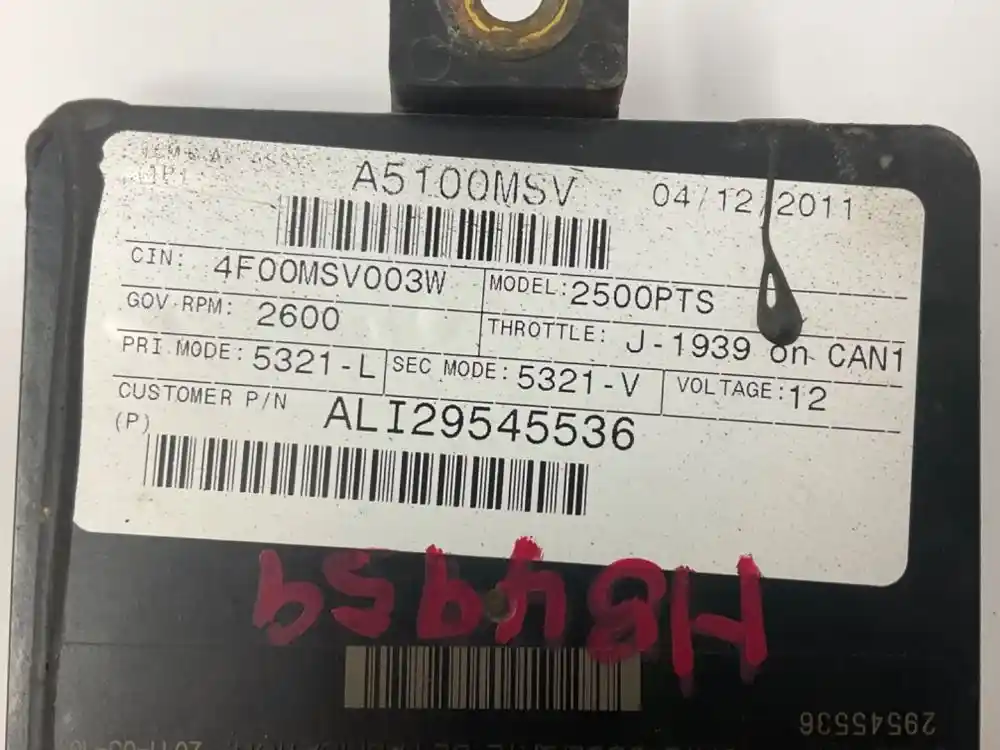 A5100MSV 04/12/2011
(1P)
CIN: 4F00MSV003W MODEL: 2500PTS
GOV RPM: 2600 THROTTLE: J-1939 on CAN1
PRI MODE: 5321-L SEC MODE: 5321-V VOLTAGE: 12
CUSTOMER P/N ALI29545536
(P)
29545536